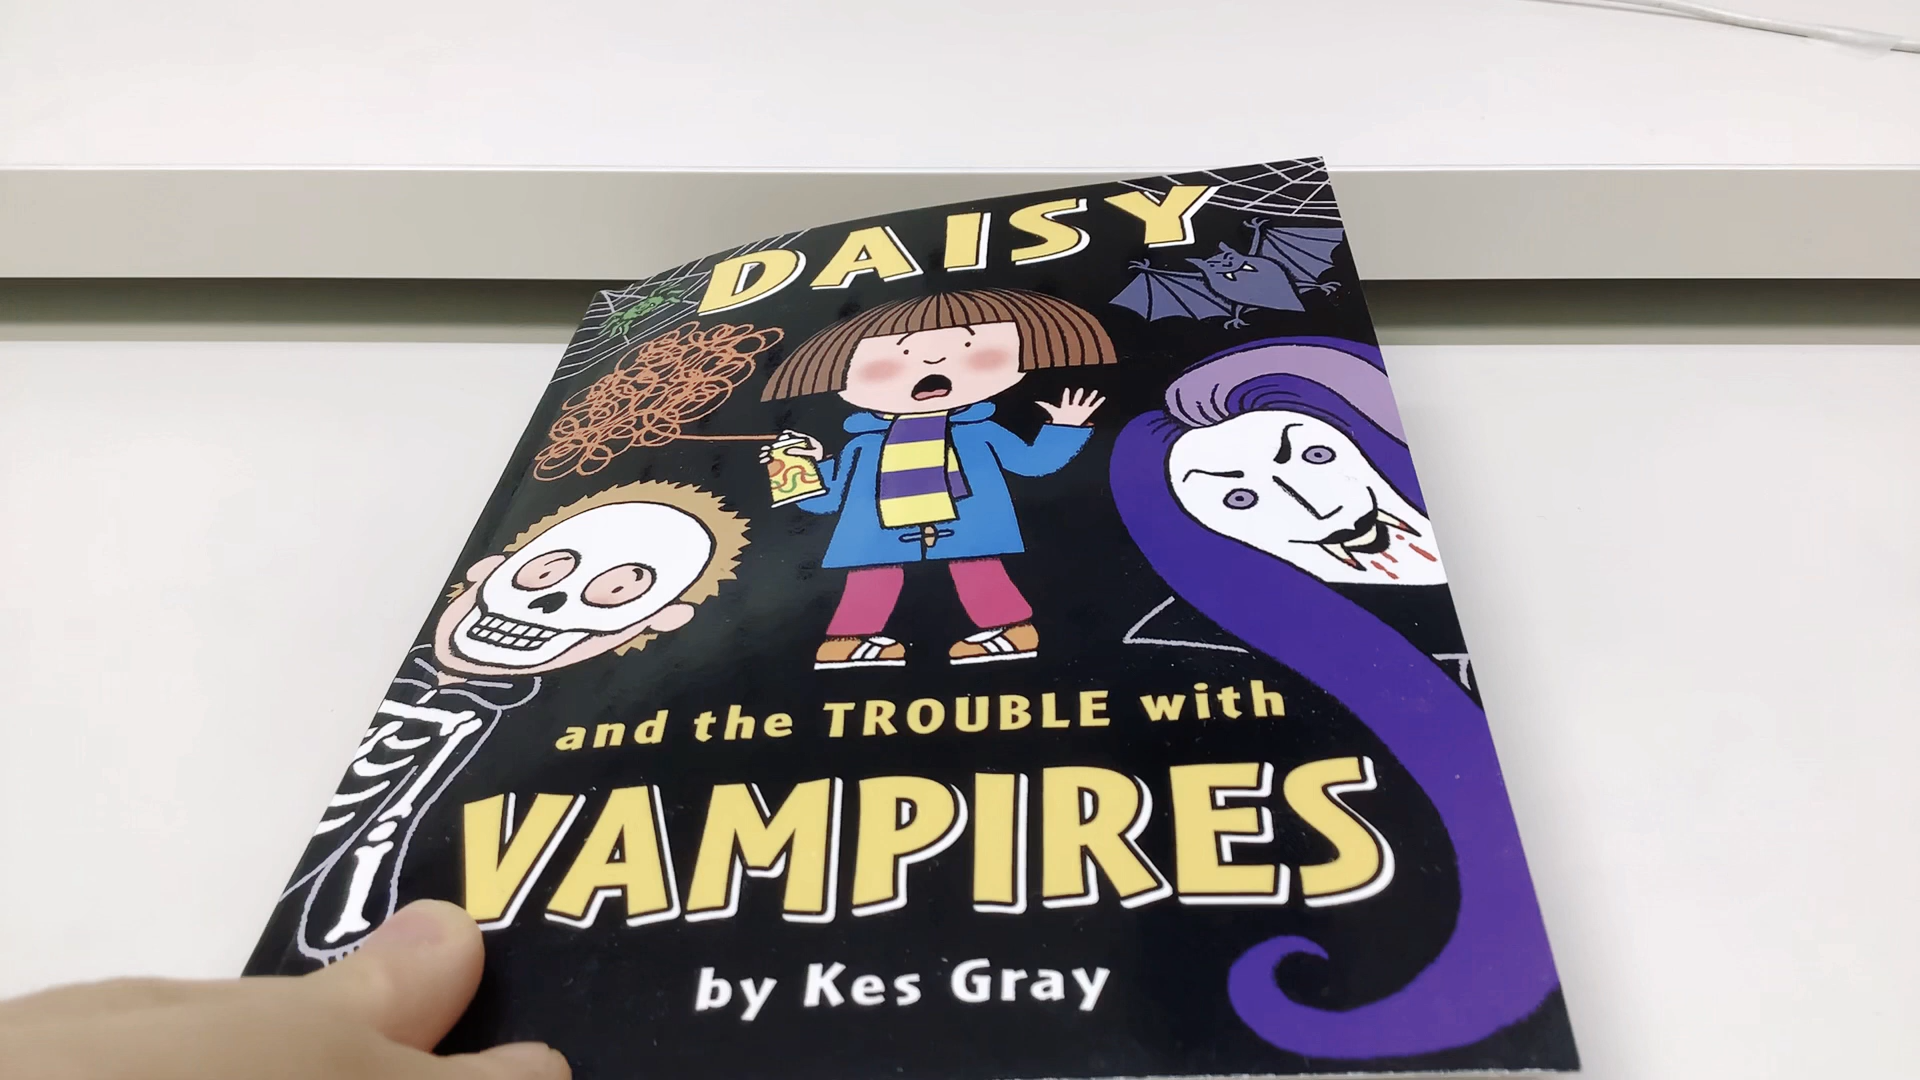 DAISY
and the TROUBLE with
VAMPIRES
by Kes Gray